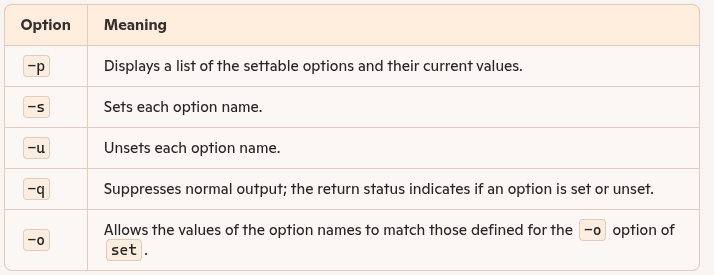 Option Meaning
-p Displays a list of the settable options and their current values.
-s Sets each option name.
-u Unsets each option name.
-q Suppresses normal output; the return status indicates if an option is set or unset.
-o Allows the values of the option names to match those defined for the -o option of
set .